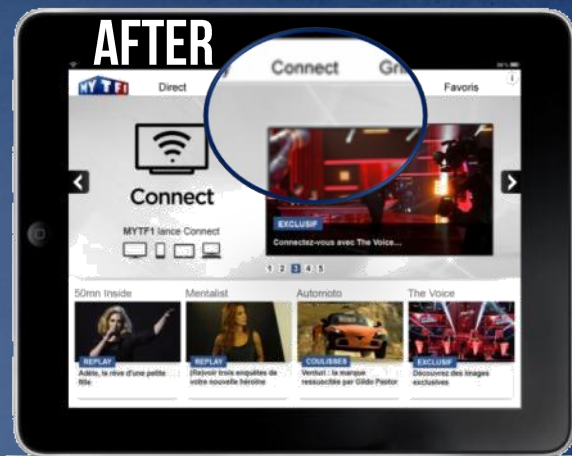 AFTER
Connect
MYTF1
Direct
Favoris
i
Connect
MYTF1 lance Connect
EXCLUSIF
Connectez-vous avec The Voice...
1 2 3 4 5
50mn Inside
Mentalist
Automoto
The Voice
REPLAY
REPLAY
COULISSES
EXCLUSIF
Adèle, la rêve d'une petite
fille
(Re)voir trois enquêtes de
votre nouvelle héroïne
Venturi : la marque
ressuscitée par Gildo Pastor
Découvrez des images
exclusives